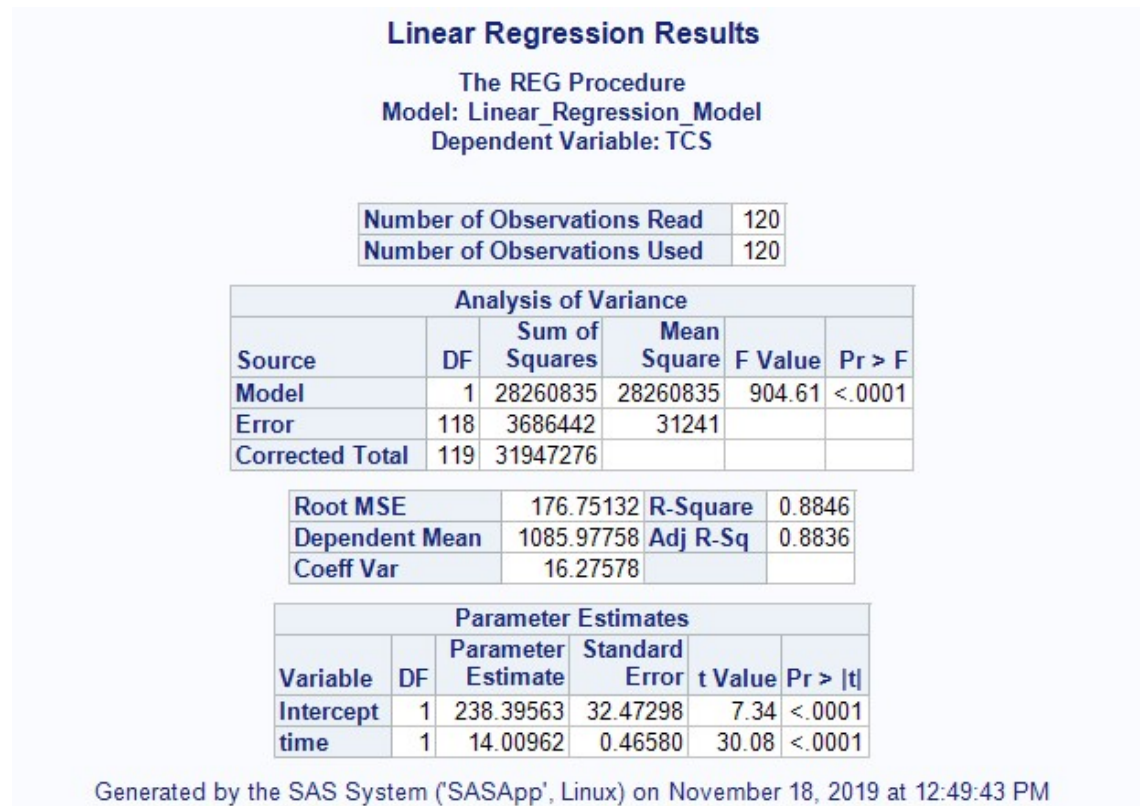 Linear Regression Results
The REG Procedure
Model: Linear_Regression_Model
Dependent Variable: TCS
Number of Observations Read 120
Number of Observations Used 120
Analysis of Variance
Source DF Sum of Squares Mean Square F Value Pr > F
Model 1 28260835 28260835 904.61 <.0001
Error 118 3686442 31241
Corrected Total 119 31947276
Root MSE 176.75132 R-Square 0.8846
Dependent Mean 1085.97758 Adj R-Sq 0.8836
Coeff Var 16.27578
Parameter Estimates
Variable DF Parameter Estimate Standard Error t Value Pr > |t|
Intercept 1 238.39563 32.47298 7.34 <.0001
time 1 14.00962 0.46580 30.08 <.0001
Generated by the SAS System ('SASApp', Linux) on November 18, 2019 at 12:49:43 PM